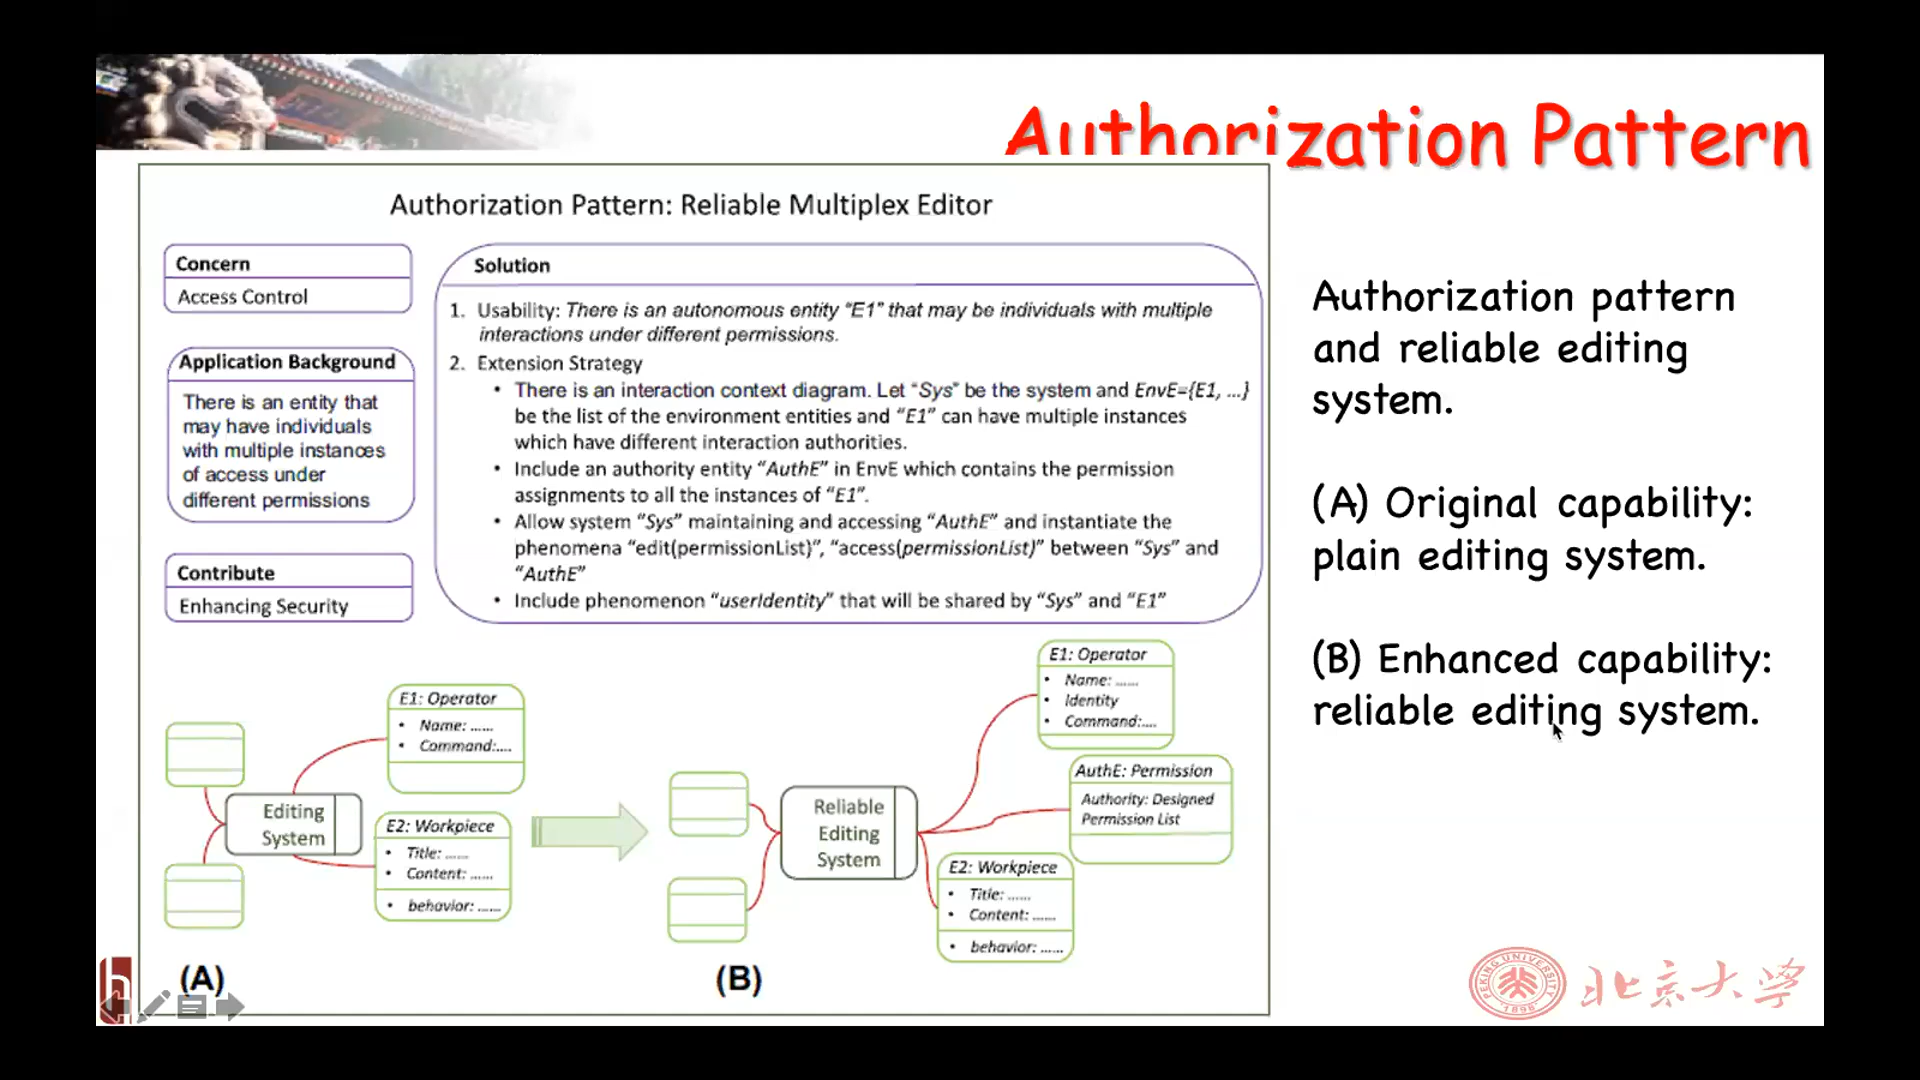 Authorization Pattern
Authorization Pattern: Reliable Multiplex Editor
Concern
Access Control
Application Background
There is an entity that
may have individuals
with multiple instances
of access under
different permissions
Contribute
Enhancing Security
Solution
1. Usability: There is an autonomous entity “E1” that may be individuals with multiple
interactions under different permissions.
2. Extension Strategy
• There is an interaction context diagram. Let “Sys” be the system and EnvE={E1, ...}
be the list of the environment entities and “E1” can have multiple instances
which have different interaction authorities.
• Include an authority entity “AuthE” in EnvE which contains the permission
assignments to all the instances of “E1”.
• Allow system “Sys” maintaining and accessing “AuthE” and instantiate the
phenomena “edit(permissionList)”, “access(permissionList)” between “Sys” and
“AuthE”
• Include phenomenon “userIdentity” that will be shared by “Sys” and “E1”
Editing
System
E1: Operator
• Name: ......
• Command:....
E2: Workpiece
• Title: ......
• Content: ......
• behavior: ......
(A)
Reliable
Editing
System
E1: Operator
• Name: ......
• Identity
• Command:....
AuthE: Permission
Authority: Designed
Permission List
E2: Workpiece
• Title: ......
• Content: ......
• behavior: ......
(B)
Authorization pattern
and reliable editing
system.
(A) Original capability:
plain editing system.
(B) Enhanced capability:
reliable editing system.
PEKING UNIVERSITY
1898
北京大学